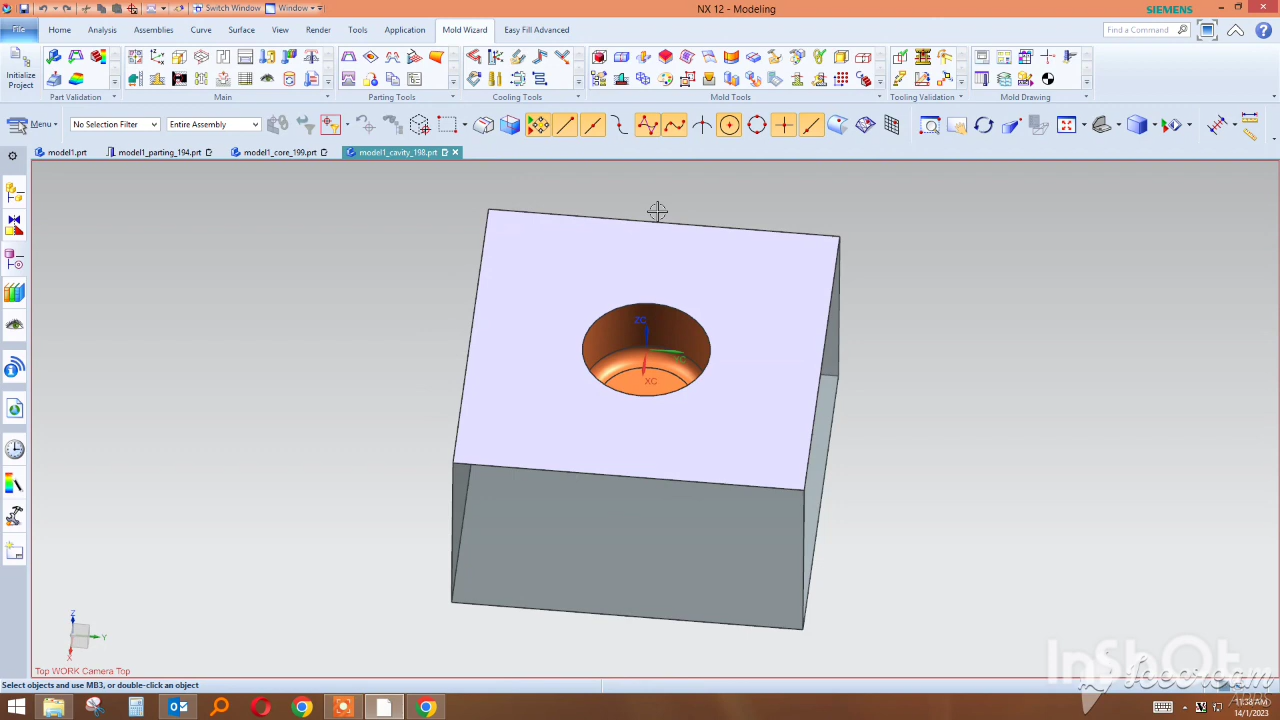 NX 12 - Modeling
SIEMENS
Switch Window
Window
File
Home
Analysis
Assemblies
Curve
Surface
View
Render
Tools
Application
Mold Wizard
Easy Fill Advanced
Find a Command
Initialize
Project
Part Validation
Main
Parting Tools
Cooling Tools
Mold Tools
Tooling Validation
Mold Drawing
Menu
No Selection Filter
Entire Assembly
model1.prt
model1_parting_194.prt
model1_core_199.prt
model1_cavity_198.prt
ZC
YC
XC
Z
Y
X
Top WORK Camera Top
Select objects and use MB3, or double-click an object
InShOt
11:38 AM
14/1/2023